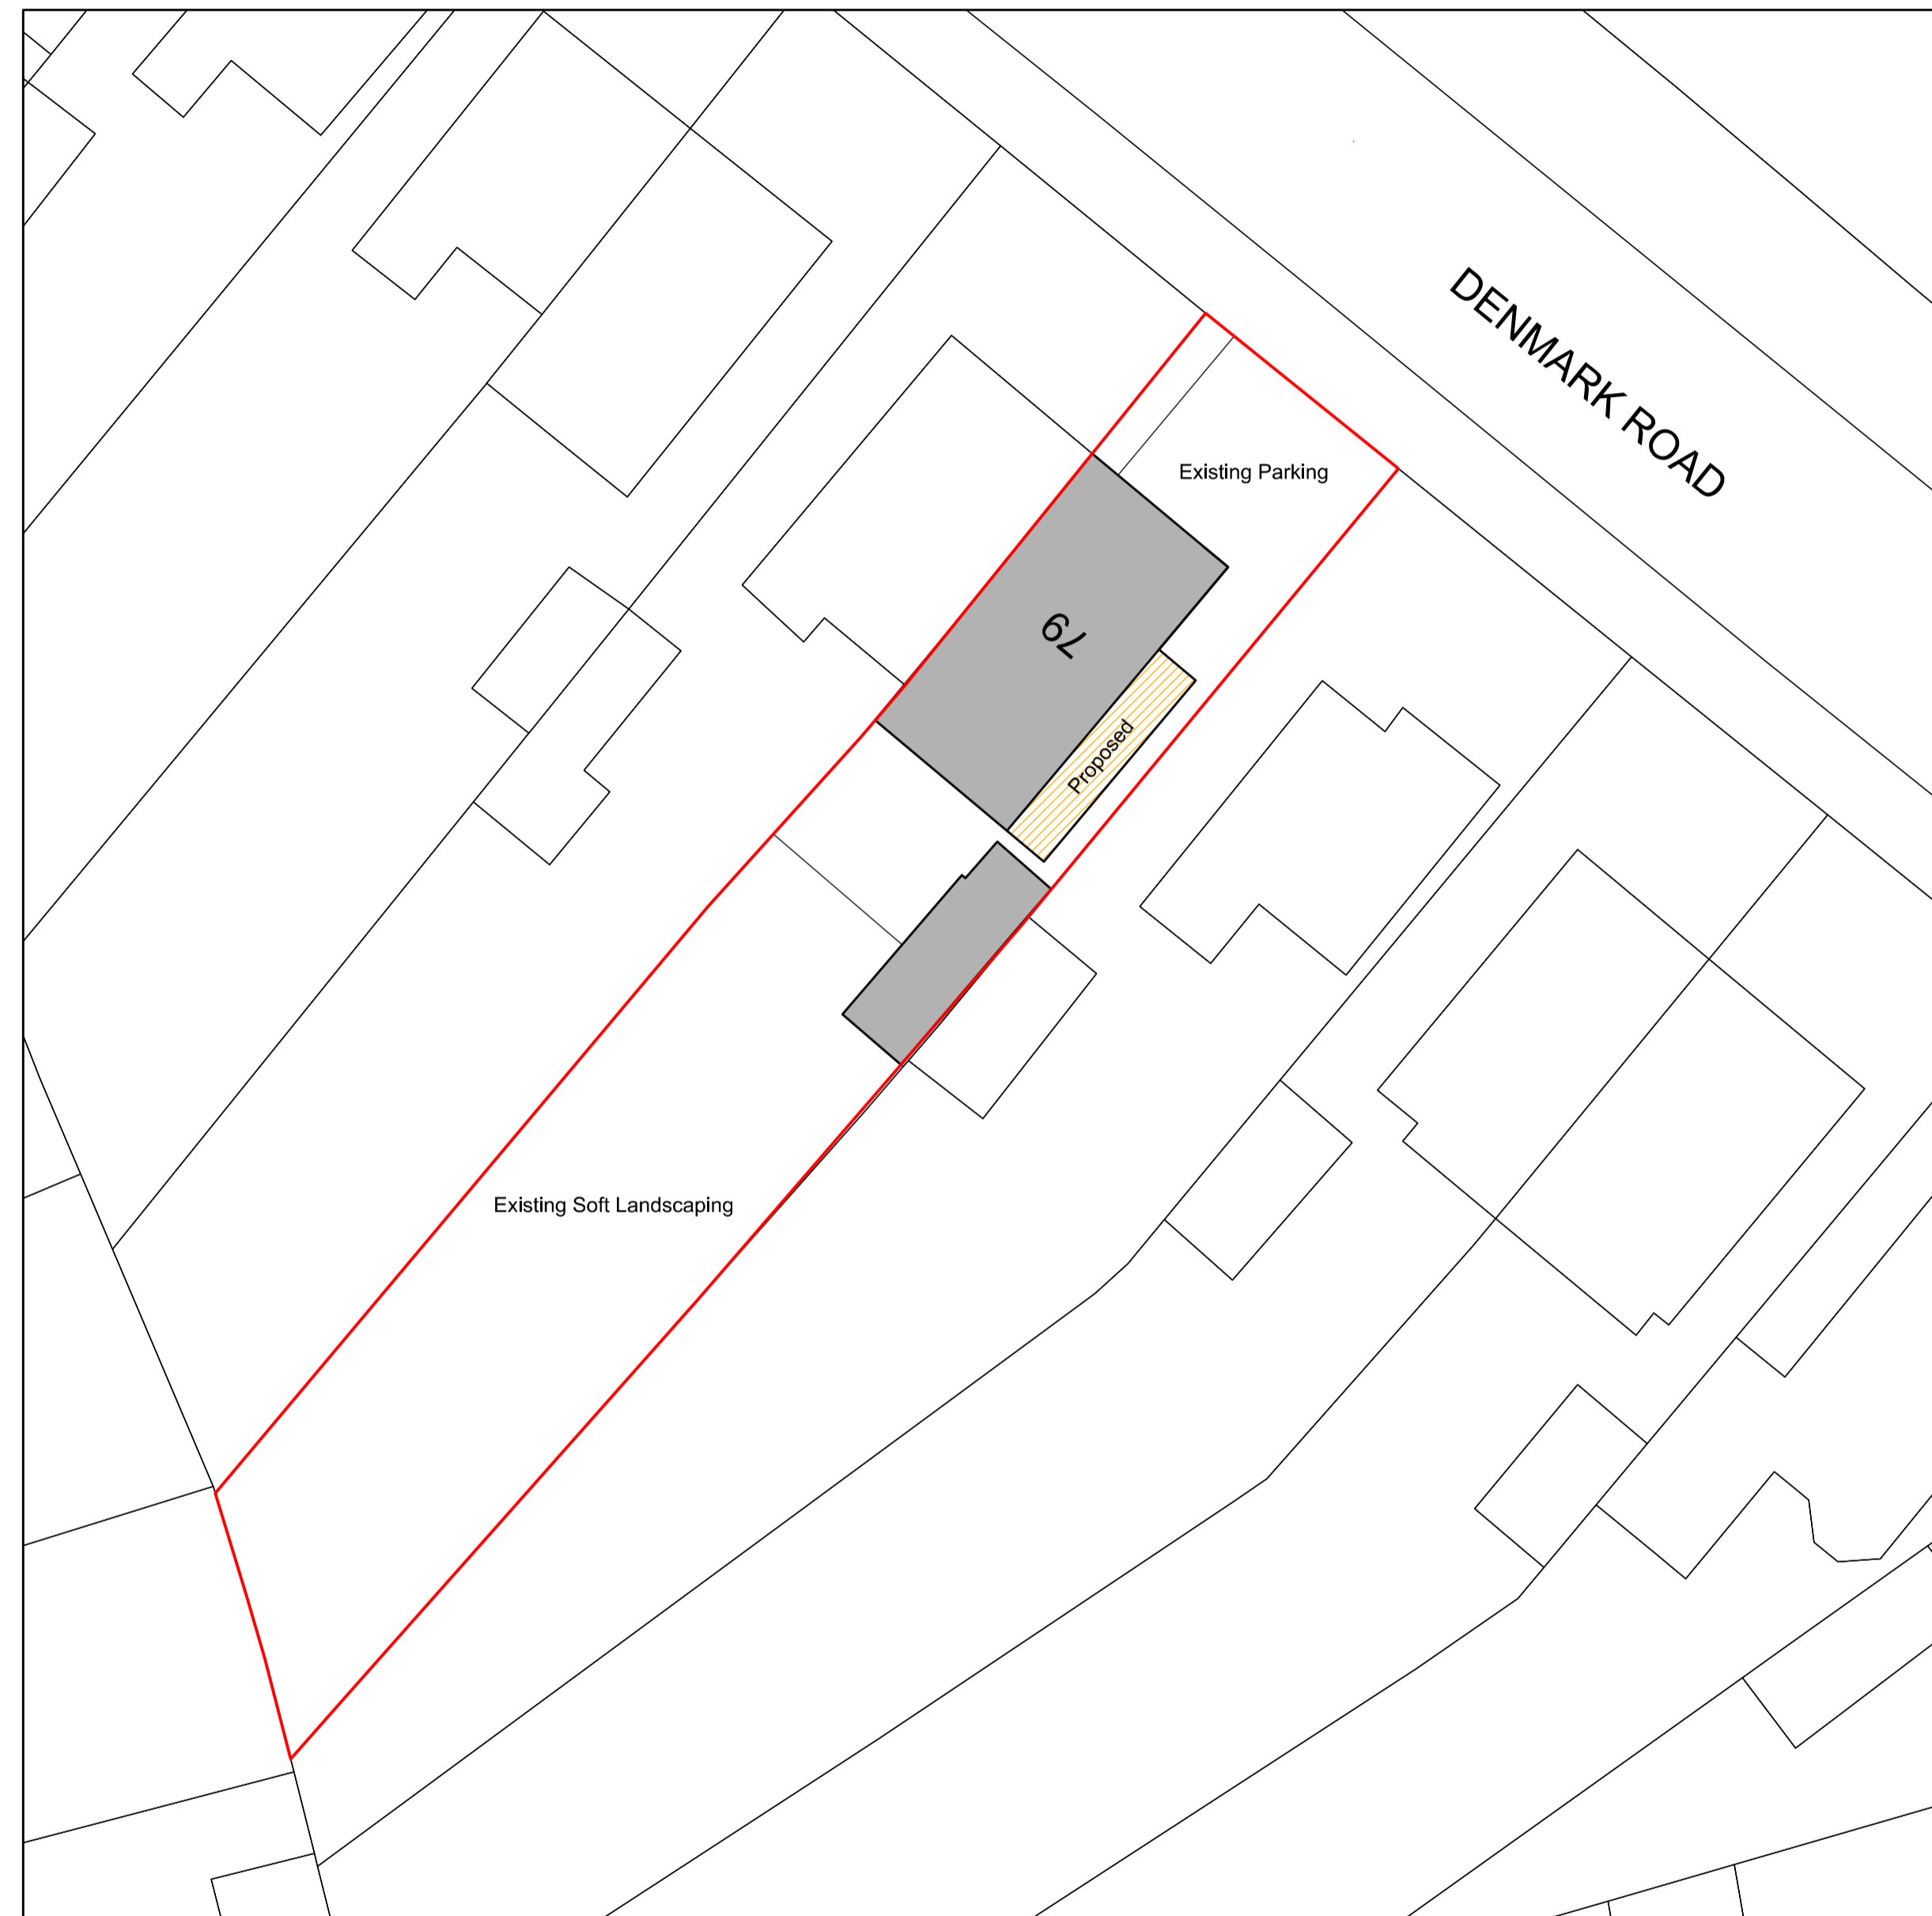 DENMARK ROAD
Existing Parking
79
Proposed
Existing Soft Landscaping